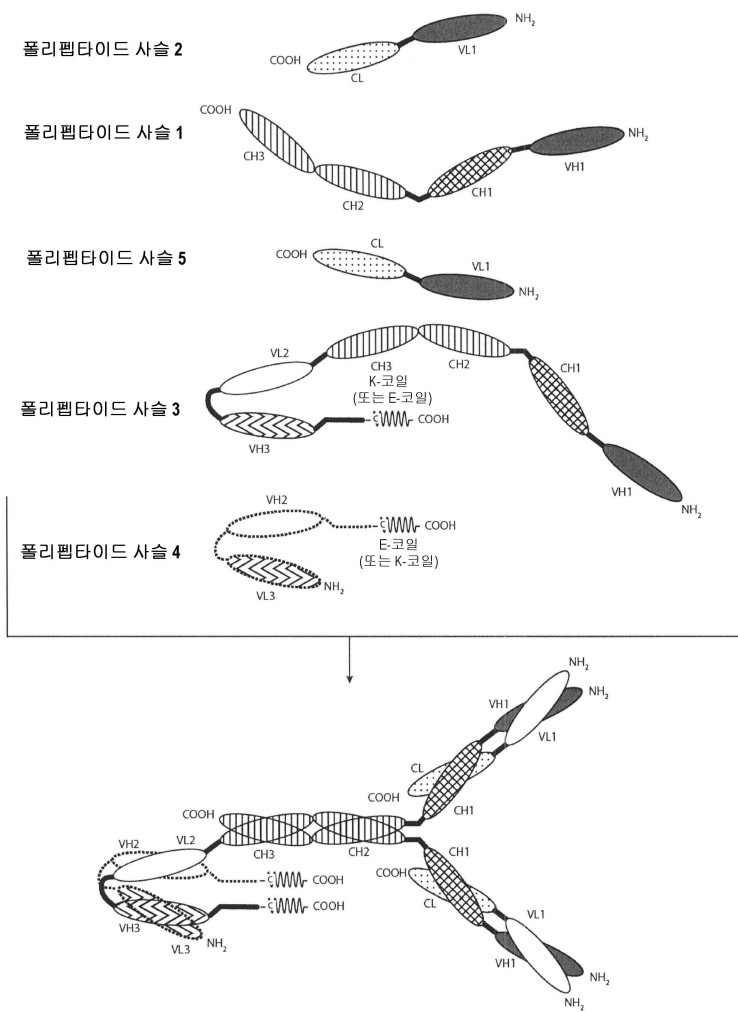 폴리펩타이드 사슬 2
NH2
VL1
COOH
CL
폴리펩타이드 사슬 1
COOH
NH2
CH3
CH2
CH1
VH1
폴리펩타이드 사슬 5
CL
COOH
VL1
NH2
폴리펩타이드 사슬 3
VL2
CH3
CH2
CH1
K-코일
(또는 E-코일)
C
COOH
VH3
VH1
NH2
폴리펩타이드 사슬 4
VH2
C
COOH
E-코일
(또는 K-코일)
NH2
VL3
NH2
VH1
NH2
VL1
CL
COOH
CH1
COOH
VH2
VL2
CH3
CH2
CH1
COOH
C
COOH
CL
C
COOH
VL1
VH3
NH2
VL3
VH1
NH2
NH2